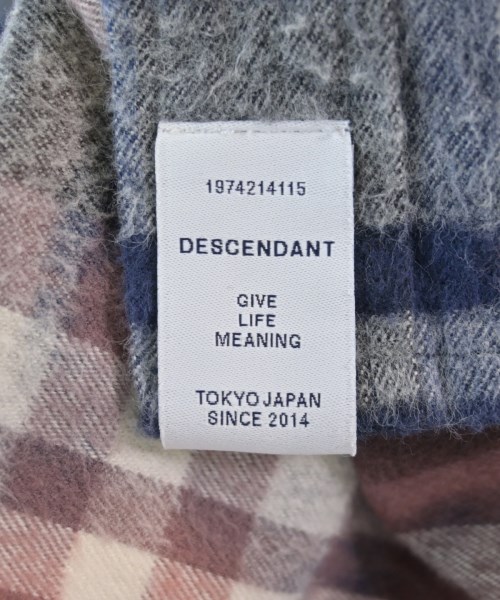 1974214115
DESCENDANT
GIVE
LIFE
MEANING
TOKYO JAPAN
SINCE 2014